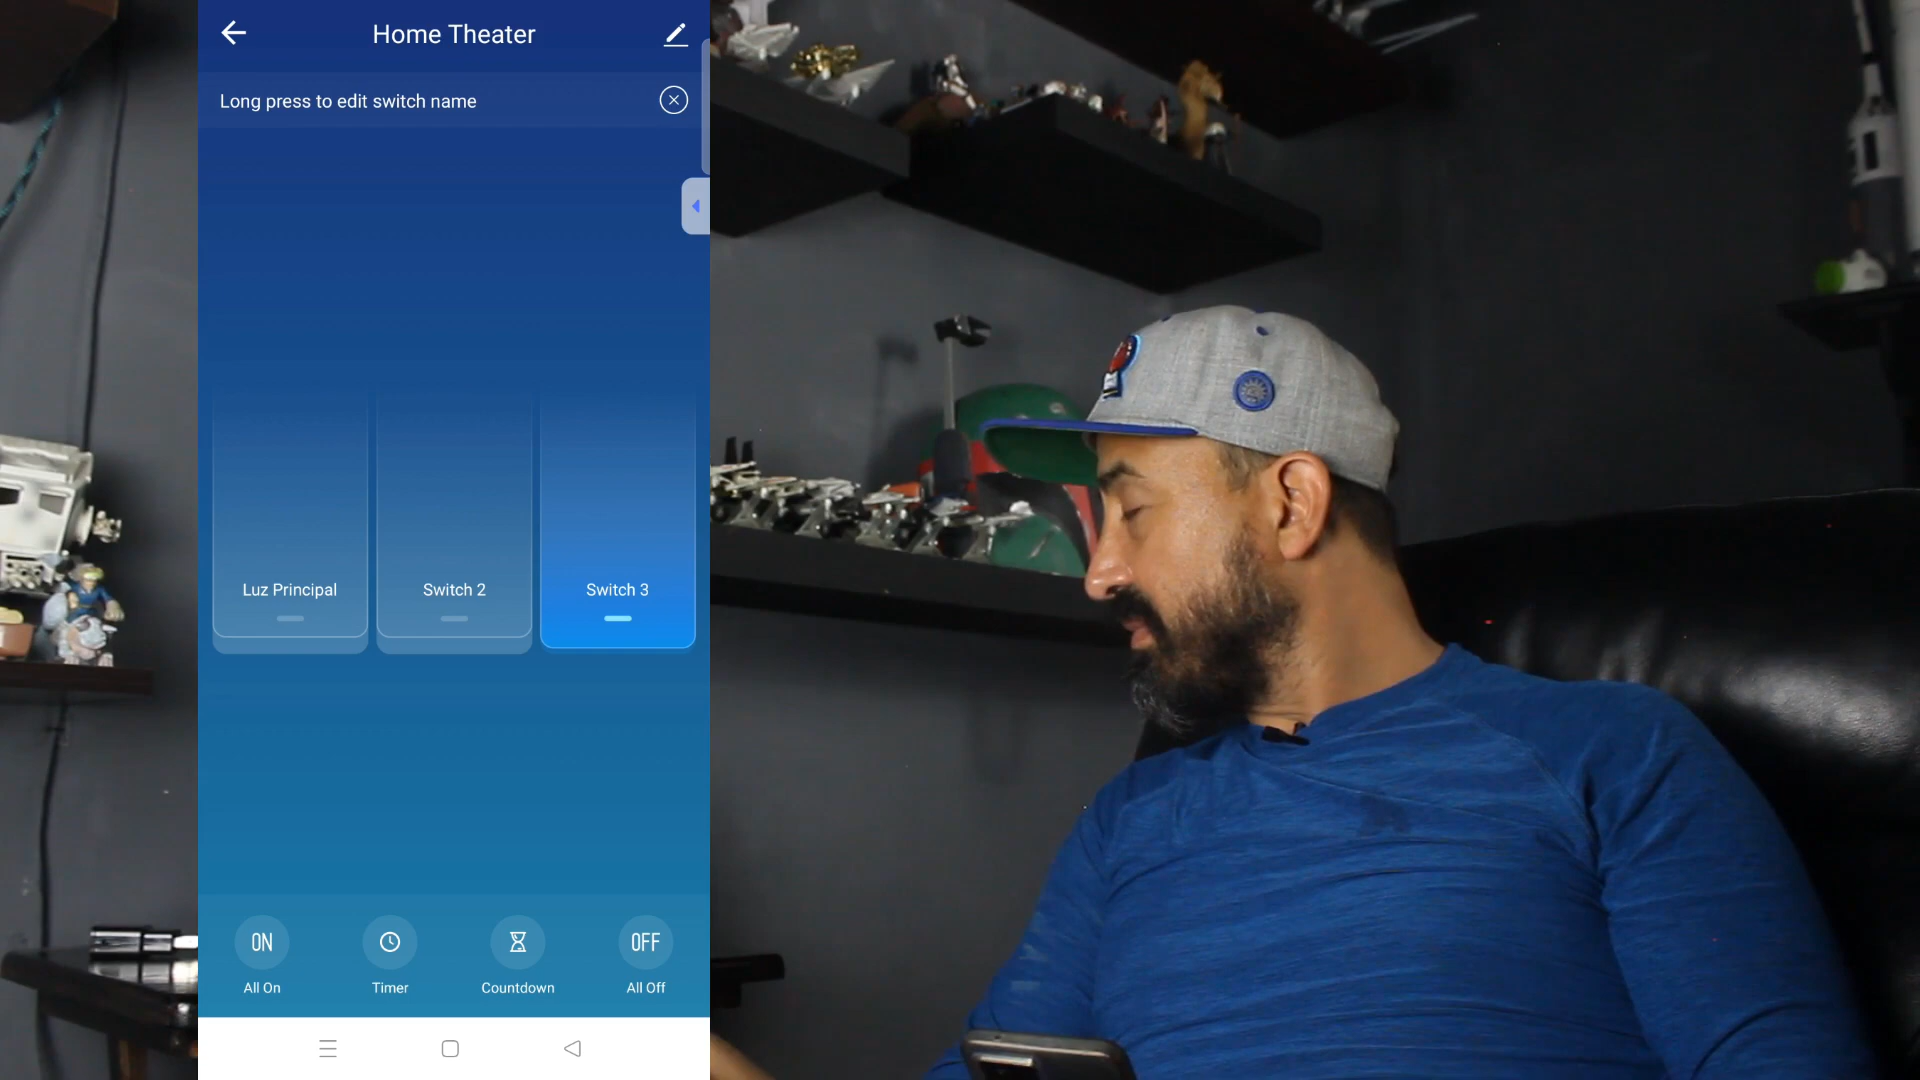 Home Theater
Long press to edit switch name
Luz Principal
Switch 2
Switch 3
ON
OFF
All On
Timer
Countdown
All Off